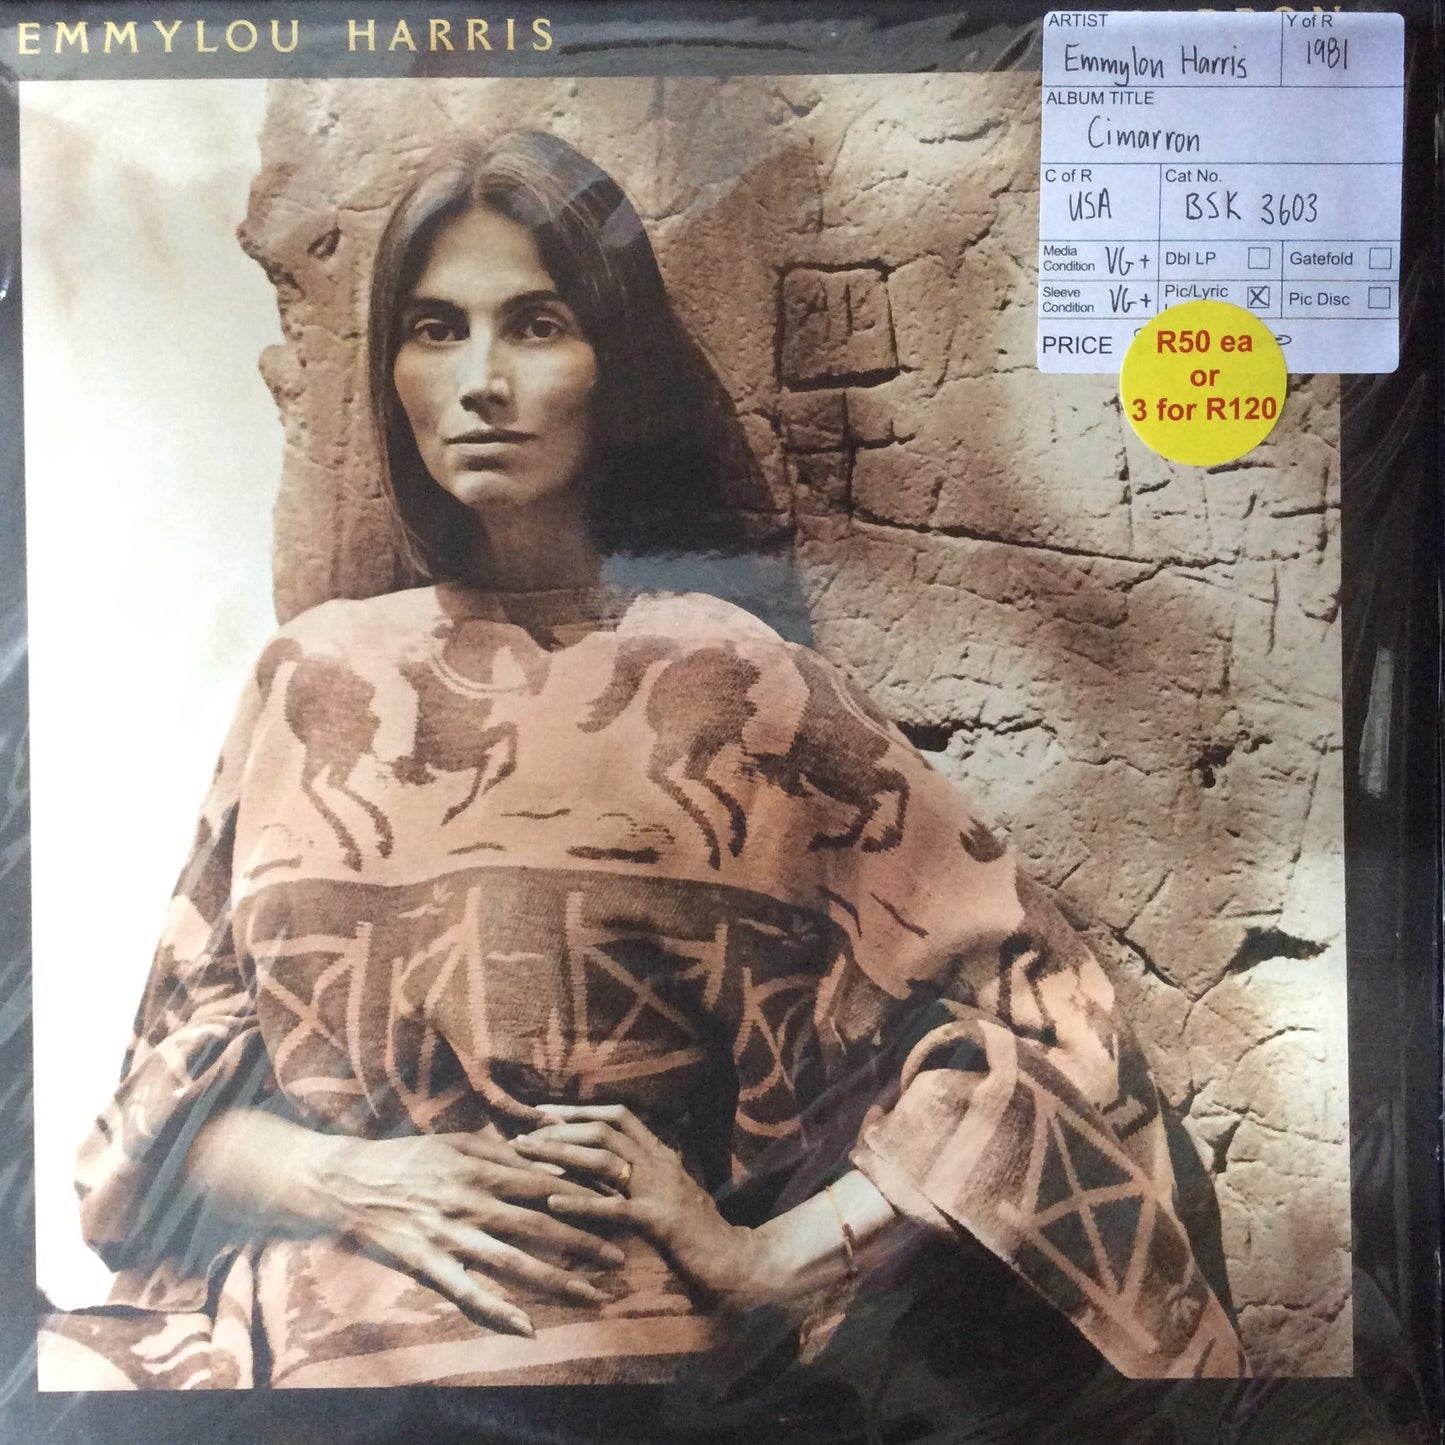 EMMYLOU HARRIS
ARTIST
Emmylou Harris
Y of R
1981
ALBUM TITLE
Cimarron
C of R
USA
Cat No.
BSK 3603
Media
Condition
VG+
Dbl LP
Gatefold
Sleeve
Condition
VG+
Pic/Lyric
Pic Disc
PRICE
R50 ea
or
3 for R120